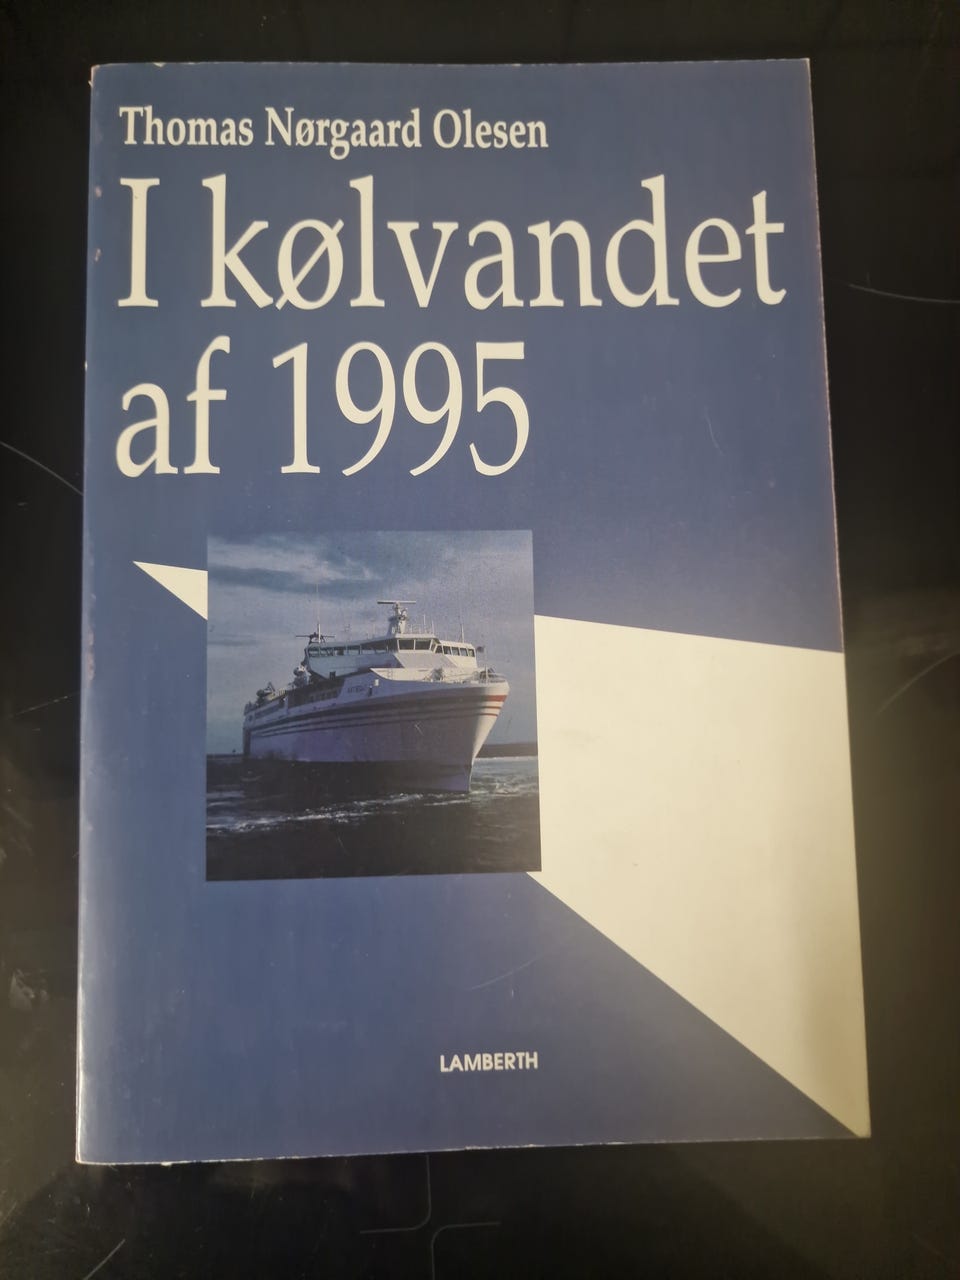 Thomas Nørgaard Olesen
I kølvandet
af 1995
LAMBERTH